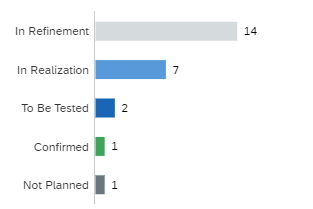 In Refinement 14
In Realization 7
To Be Tested 2
Confirmed 1
Not Planned 1